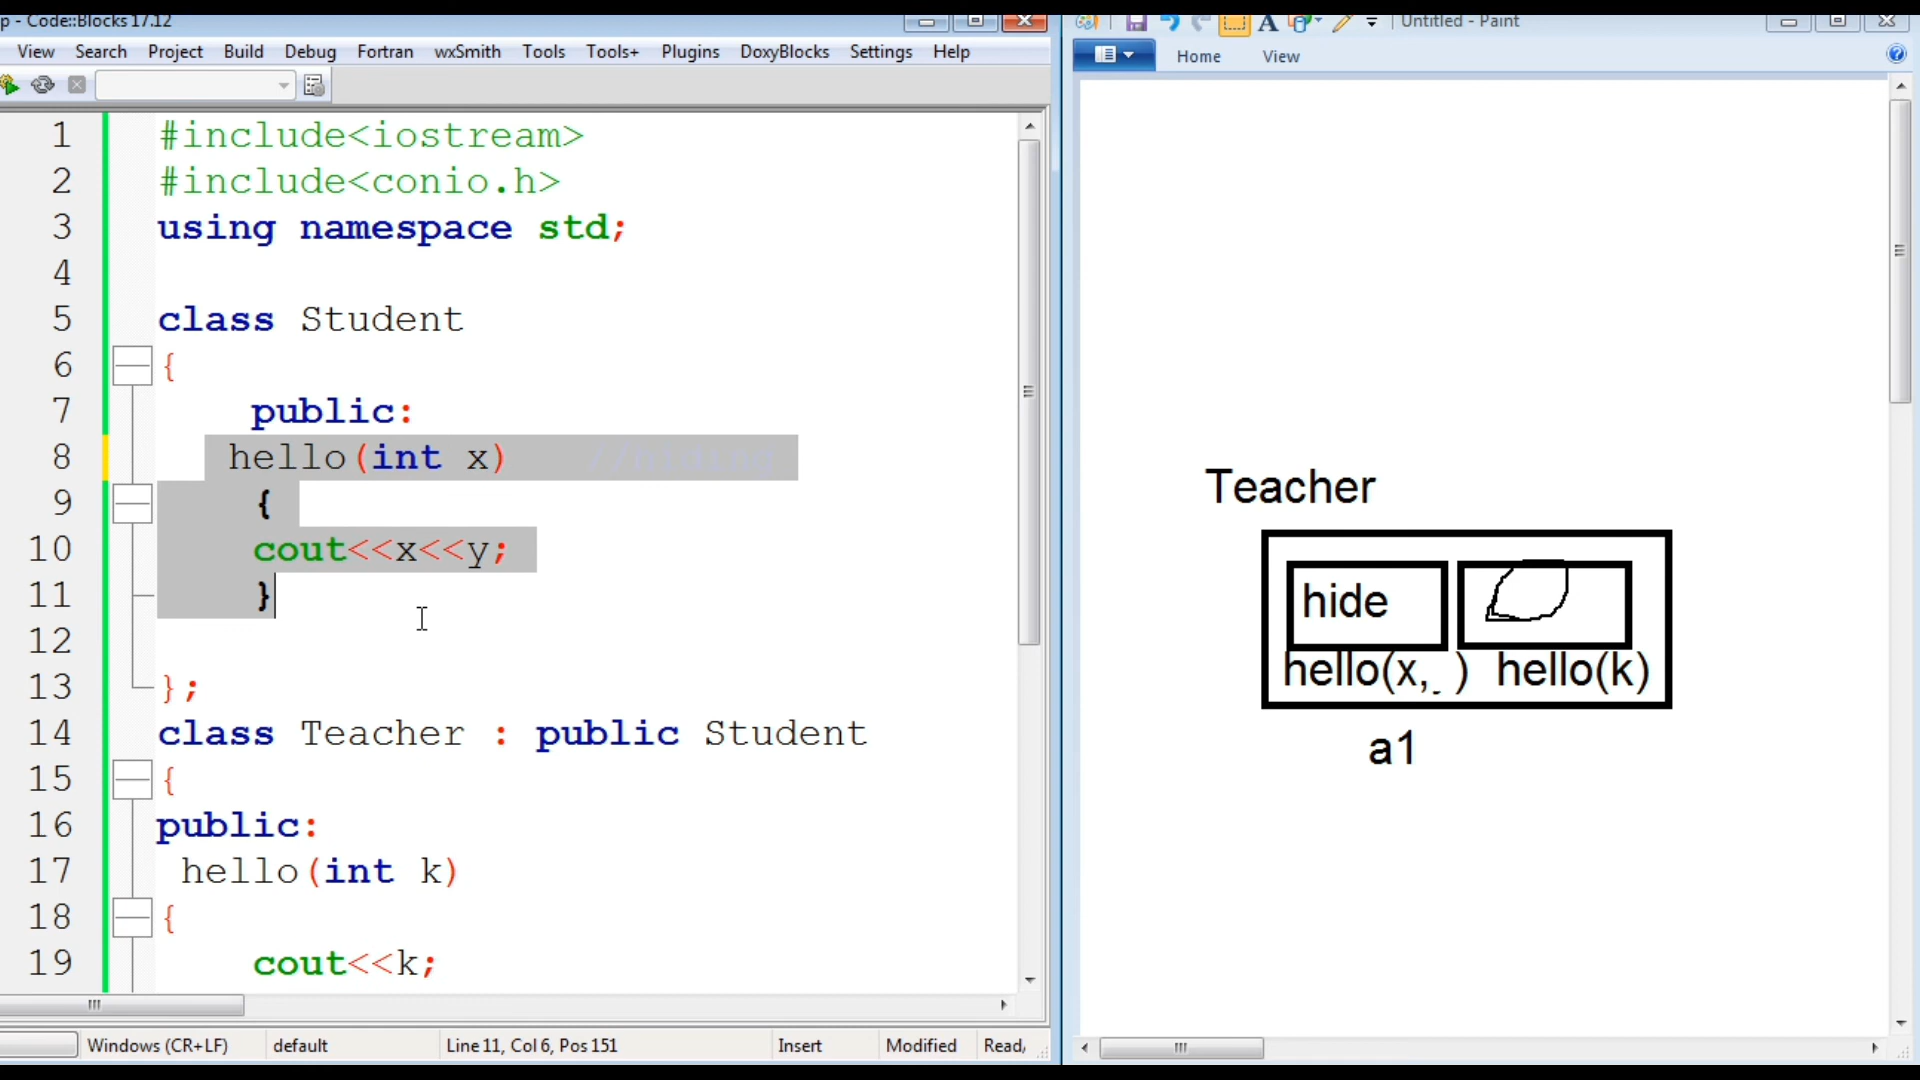 p - Code::Blocks 17.12
View Search Project Build Debug Fortran wxSmith Tools Tools+ Plugins DoxyBlocks Settings Help
1 #include<iostream>
2 #include<conio.h>
3 using namespace std;
4
5 class Student
6 {
7 public:
8 hello(int x) //hiding
9 {
10 cout<<x<<y;
11 }
12
13 };
14 class Teacher : public Student
15 {
16 public:
17 hello(int k)
18 {
19 cout<<k;
Windows (CR+LF) default Line 11, Col 6, Pos 151 Insert Modified Read/
Untitled - Paint
Home View
Teacher
hide
hello(x, ) hello(k)
a1